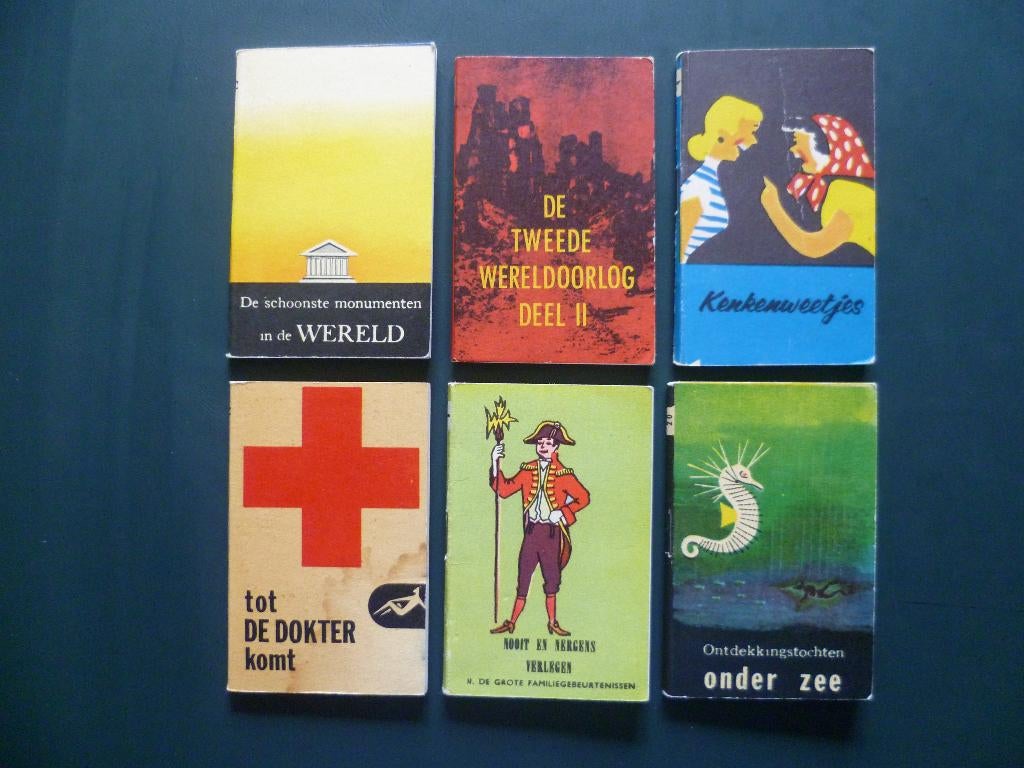 De schoonste monumenten
in de WERELD
DE
TWEEDE
WERELDOORLOG
DEEL II
Kenkenweetjes
tot
DE DOKTER
komt
NOOIT EN NERGENS
VERLEGEN
II. DE GROTE FAMILIEGEBEURTENISSEN
20
Ontdekkingstochten
onder zee